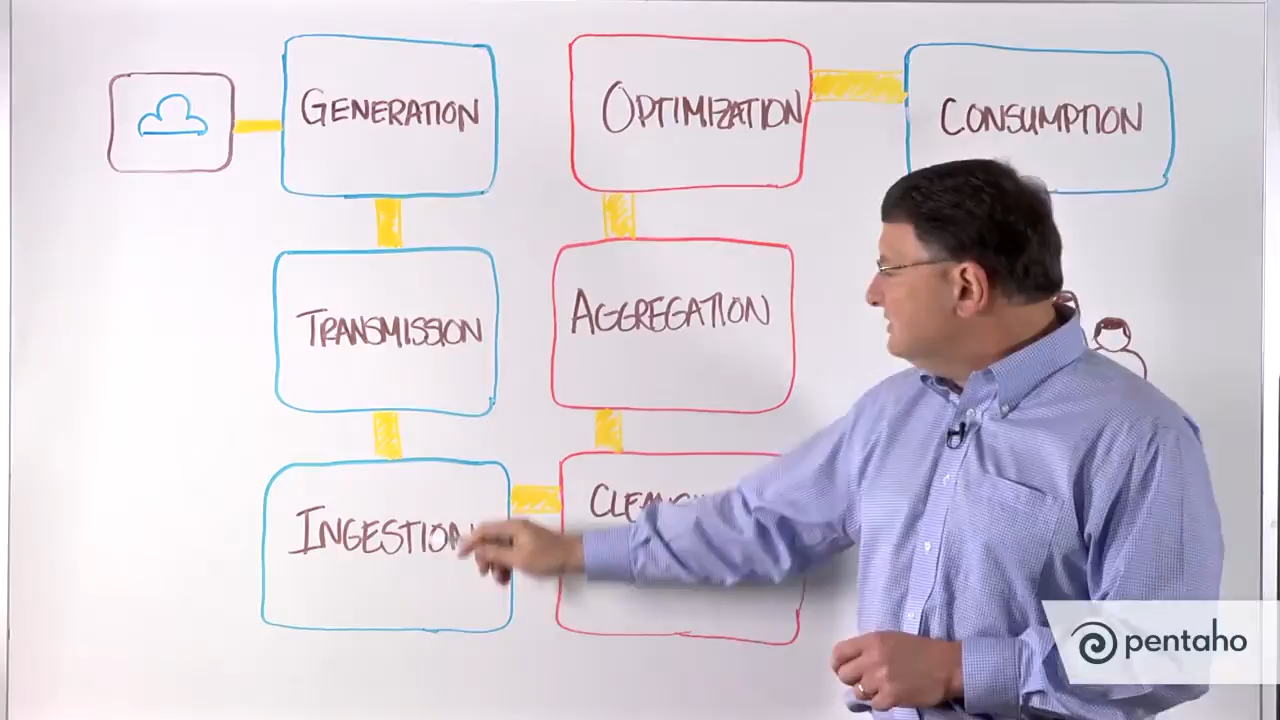 GENERATION
TRANSMISSION
INGESTION
OPTIMIZATION
AGGREGATION
CONSUMPTION
pentaho